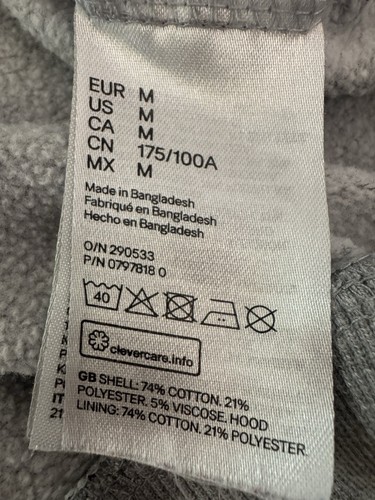 EUR M
US M
CA M
CN 175/100A
MX M
Made in Bangladesh
Fabriqué en Bangladesh
Hecho en Bangladesh
O/N 290533
P/N 0797818 0
40
clevercare.info
GB SHELL: 74% COTTON. 21%
POLYESTER. 5% VISCOSE. HOOD
LINING: 74% COTTON. 21% POLYESTER.